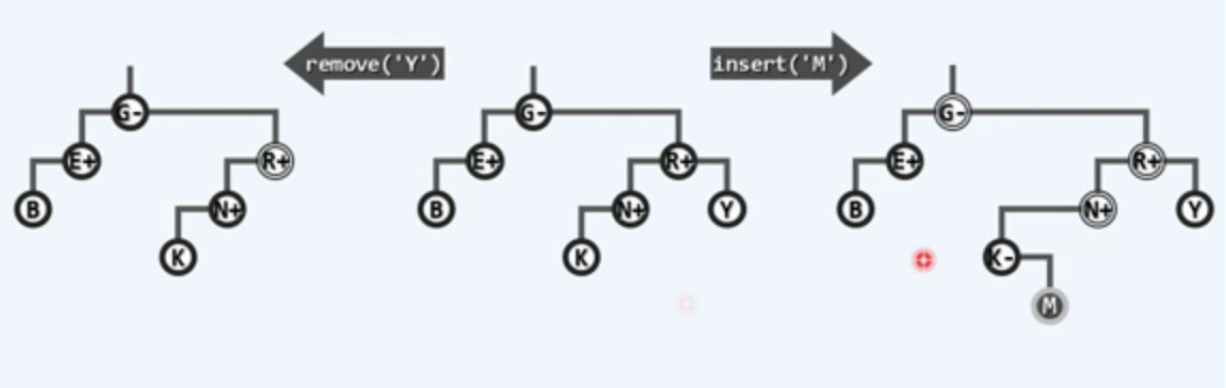 remove('Y')
insert('M')
G-
E+
R+
B
N+
K
G-
E+
R+
B
N+
Y
K
G-
E+
R+
B
N+
Y
K-
M